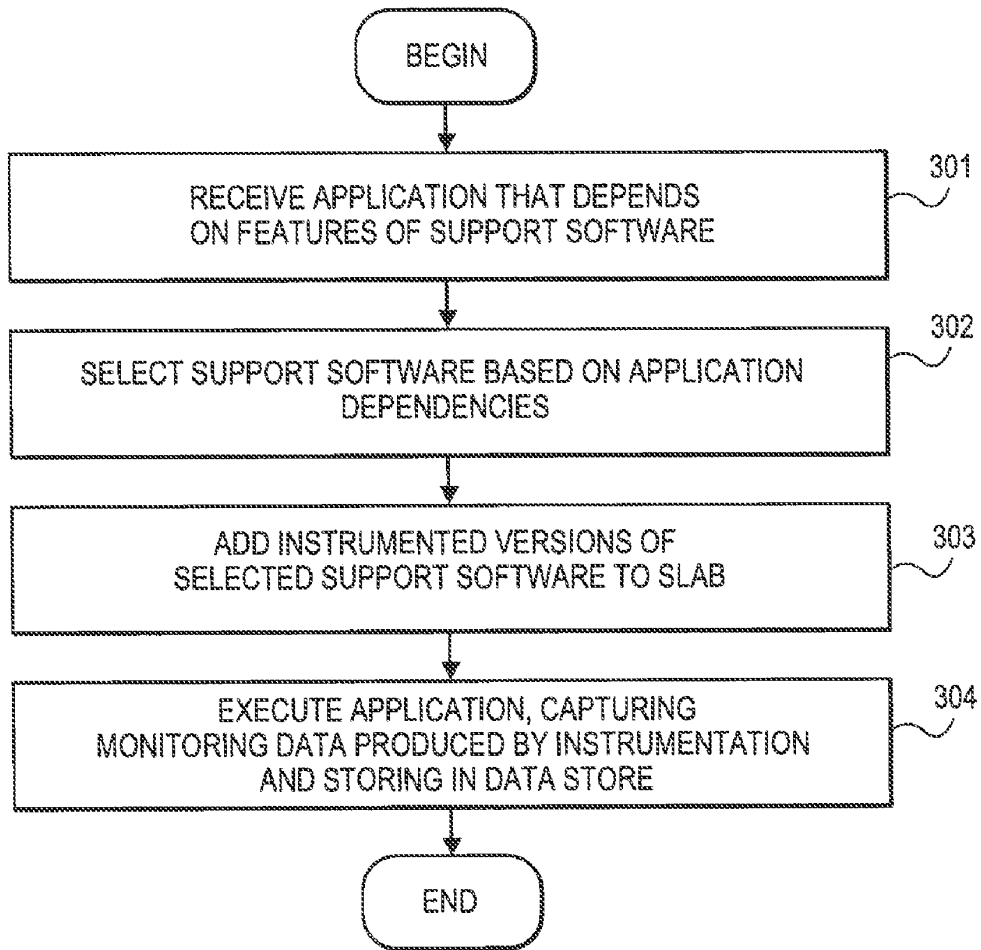 BEGIN
RECEIVE APPLICATION THAT DEPENDS
ON FEATURES OF SUPPORT SOFTWARE
301
SELECT SUPPORT SOFTWARE BASED ON APPLICATION
DEPENDENCIES
302
ADD INSTRUMENTED VERSIONS OF
SELECTED SUPPORT SOFTWARE TO SLAB
303
EXECUTE APPLICATION, CAPTURING
MONITORING DATA PRODUCED BY INSTRUMENTATION
AND STORING IN DATA STORE
304
END